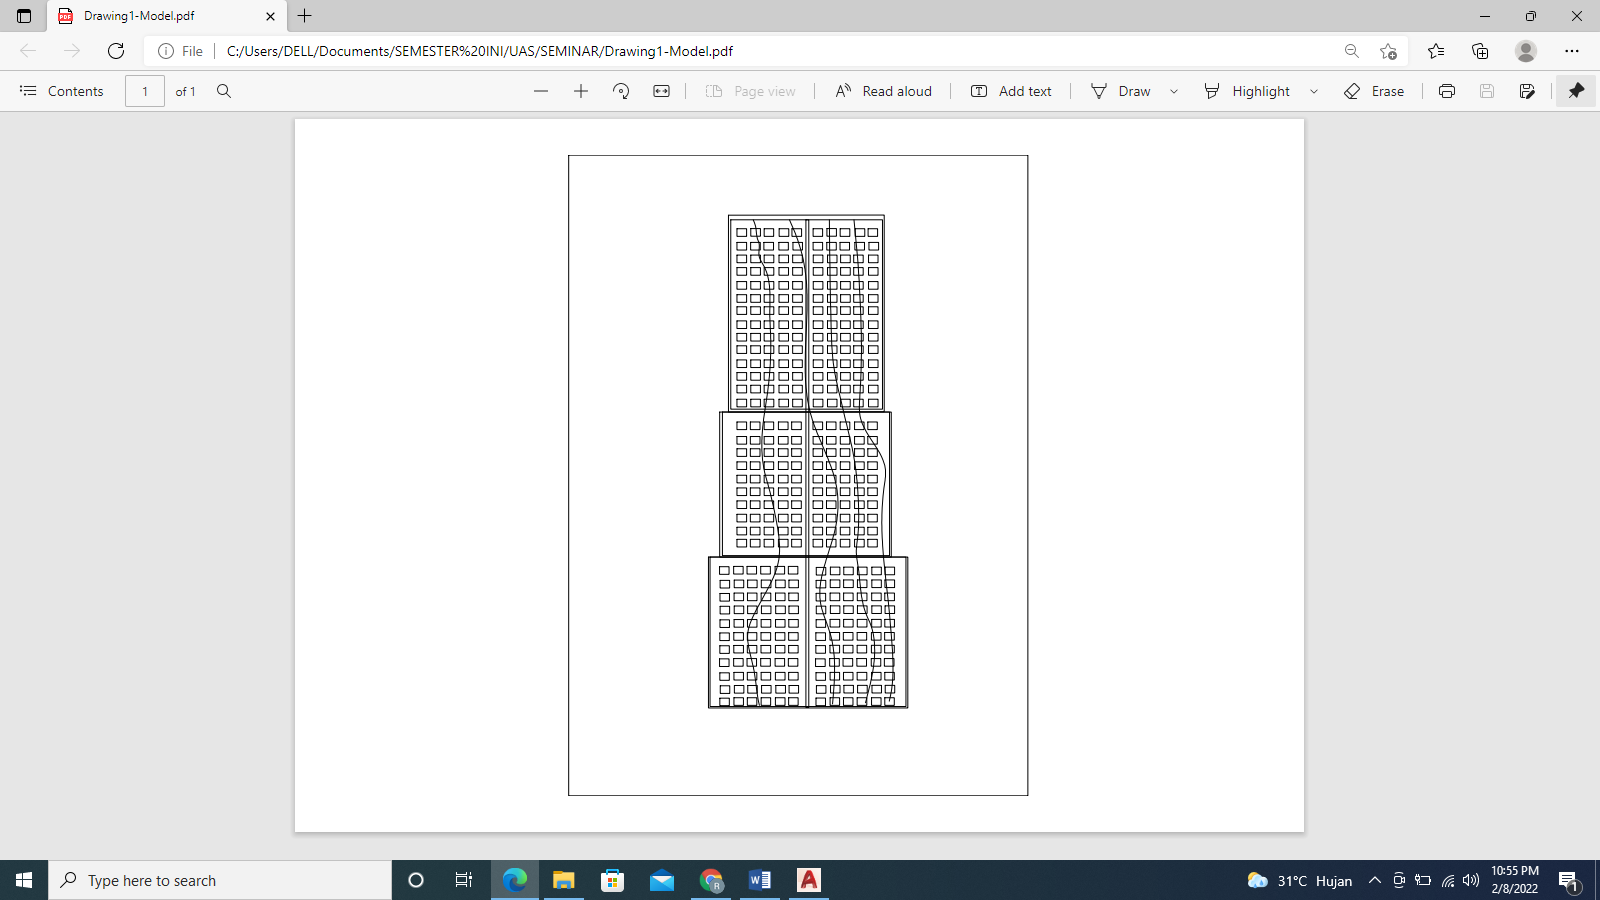 Drawing1-Model.pdf
File
C:/Users/DELL/Documents/SEMESTER%20INI/UAS/SEMINAR/Drawing1-Model.pdf
Contents
1
of 1
Page view
Read aloud
Add text
Draw
Highlight
Erase
Type here to search
31°C Hujan
10:55 PM
2/8/2022
1